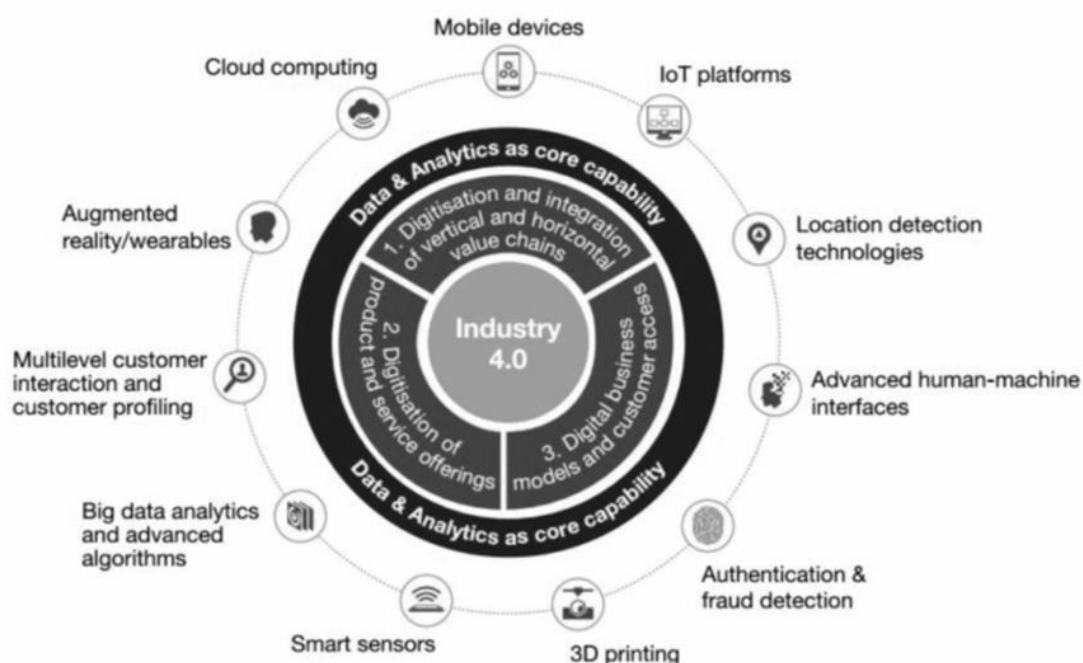 Mobile devices
Cloud computing
IoT platforms
Augmented
reality/wearables
Location detection
technologies
Multilevel customer
interaction and
customer profiling
Advanced human-machine
interfaces
Big data analytics
and advanced
algorithms
Authentication &
fraud detection
Smart sensors
3D printing
Data & Analytics as core capability
1. Digitisation and integration
of vertical and horizontal
value chains
2. Digitisation of
product and service offerings
3. Digital business
models and customer access
Industry
4.0
Data & Analytics as core capability